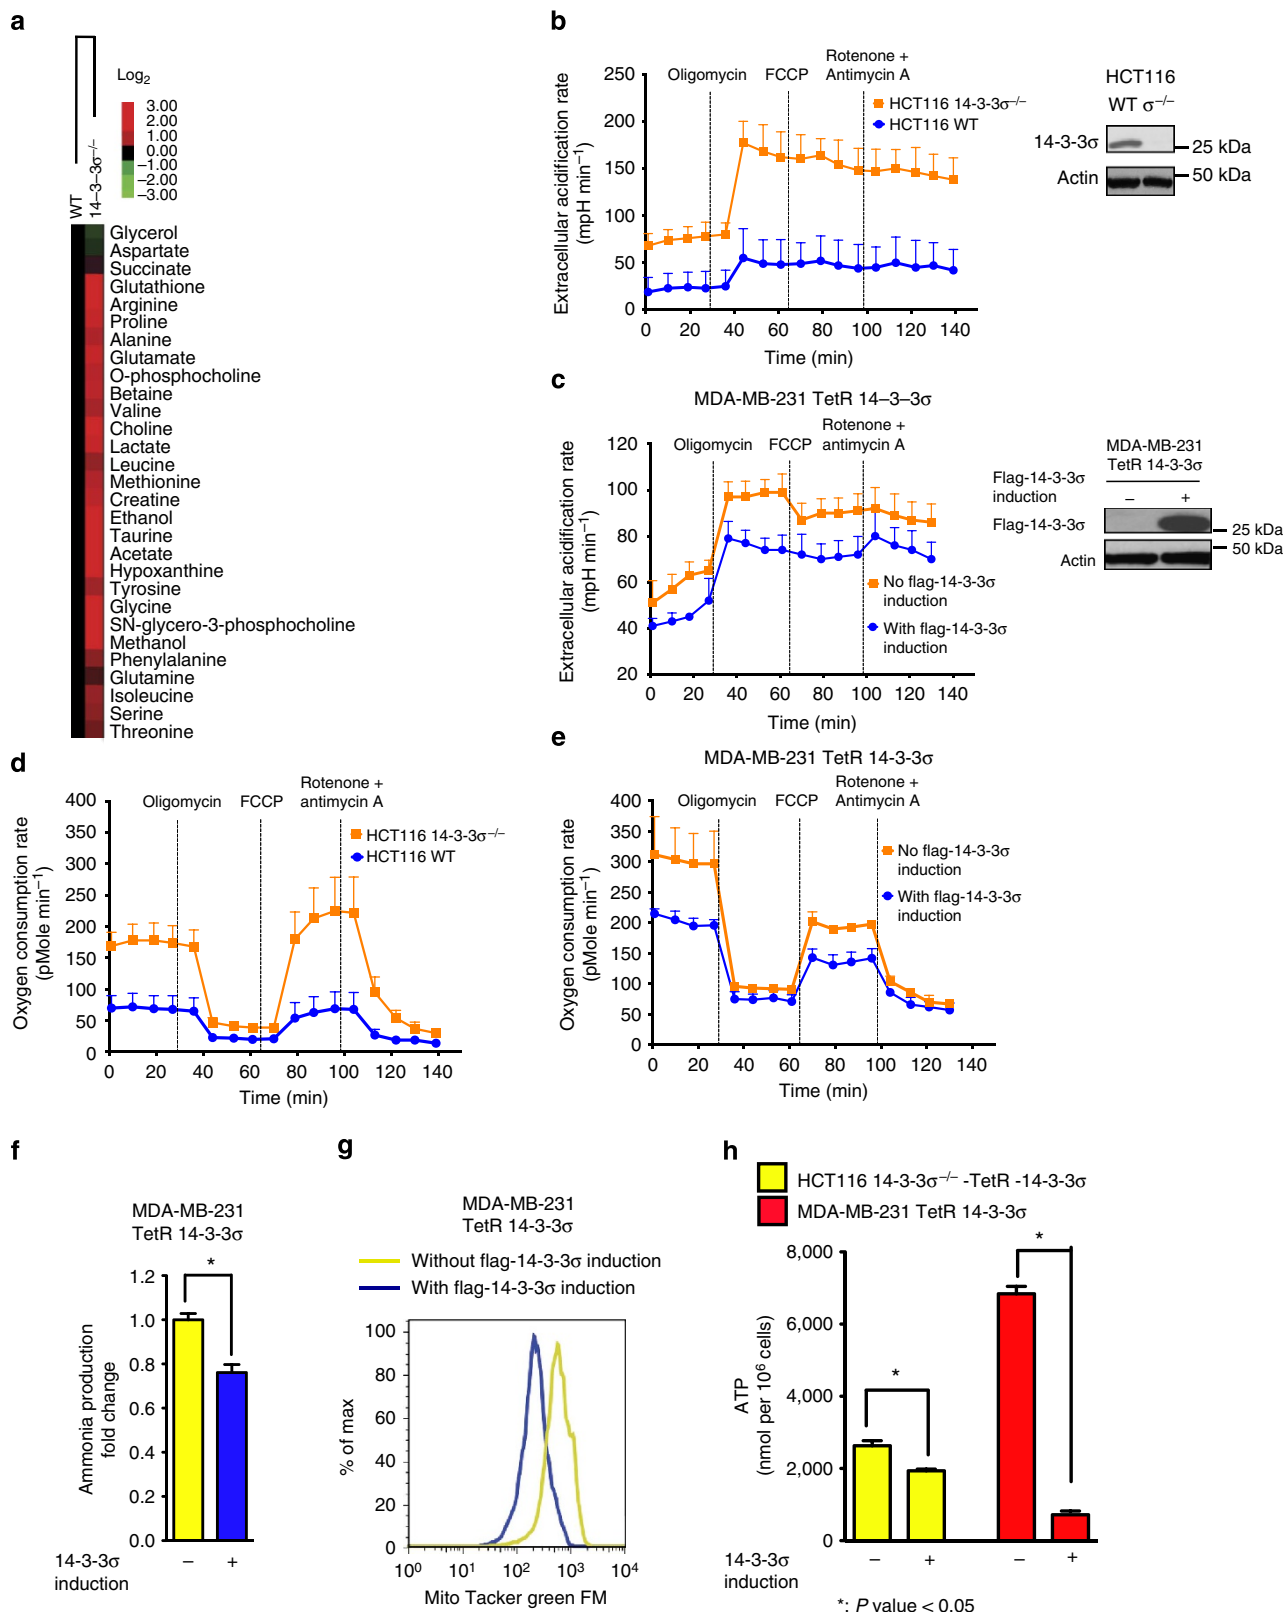 a
Log2
3.00
2.00
1.00
0.00
–1.00
–2.00
–3.00
WT
14–3–3σ−/−
Glycerol
Aspartate
Succinate
Glutathione
Arginine
Proline
Alanine
Glutamate
O-phosphocholine
Betaine
Valine
Choline
Lactate
Leucine
Methionine
Creatine
Ethanol
Taurine
Acetate
Hypoxanthine
Tyrosine
Glycine
SN-glycero-3-phosphocholine
Methanol
Phenylalanine
Glutamine
Isoleucine
Serine
Threonine
b
Oligomycin
FCCP
Rotenone +
Antimycin A
HCT116 14-3-3σ−/−
HCT116 WT
Extracellular acidification rate
(mpH min−1)
250
200
150
100
50
0
0 20 40 60 80 100 120 140
Time (min)
HCT116
WT σ−/−
14-3-3σ
25 kDa
Actin
50 kDa
c
MDA-MB-231 TetR 14–3–3σ
Oligomycin
FCCP
Rotenone +
antimycin A
Extracellular acidification rate
(mpH min−1)
120
100
80
60
40
20
No flag-14-3-3σ
induction
With flag-14-3-3σ
induction
0 20 40 60 80 100 120 140
Time (min)
MDA-MB-231
TetR 14-3-3σ
Flag-14-3-3σ
induction
– +
Flag-14-3-3σ
25 kDa
50 kDa
Actin
d
Oligomycin
FCCP
Rotenone +
antimycin A
HCT116 14-3-3σ−/−
HCT116 WT
Oxygen consumption rate
(pMole min−1)
400
350
300
250
200
150
100
50
0
0 20 40 60 80 100 120 140
Time (min)
e
MDA-MB-231 TetR 14-3-3σ
Oligomycin
FCCP
Rotenone +
Antimycin A
No flag-14-3-3σ
induction
With flag-14-3-3σ
induction
Oxygen consumption rate
(pMole min−1)
400
350
300
250
200
150
100
50
0
0 20 40 60 80 100 120 140
Time (min)
f
MDA-MB-231
TetR 14-3-3σ
*
Ammonia production
fold change
1.2
1.0
0.8
0.6
0.4
0.2
0.0
14-3-3σ
induction
– +
g
MDA-MB-231
TetR 14-3-3σ
Without flag-14-3-3σ induction
With flag-14-3-3σ induction
% of max
100
80
60
40
20
0
10^0 10^1 10^2 10^3 10^4
Mito Tacker green FM
h
HCT116 14-3-3σ−/− -TetR -14-3-3σ
MDA-MB-231 TetR 14-3-3σ
* *
ATP
(nmol per 10^6 cells)
8,000
6,000
4,000
2,000
0
14-3-3σ
induction
– + – +
*: P value < 0.05